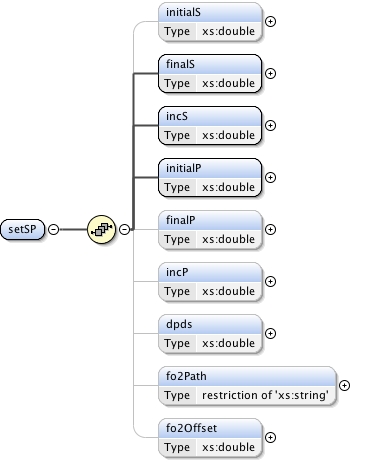 initialS
Type xs:double
finalS
Type xs:double
incS
Type xs:double
initialP
Type xs:double
setSP
finalP
Type xs:double
incP
Type xs:double
dpds
Type xs:double
fo2Path
Type restriction of 'xs:string'
fo2Offset
Type xs:double